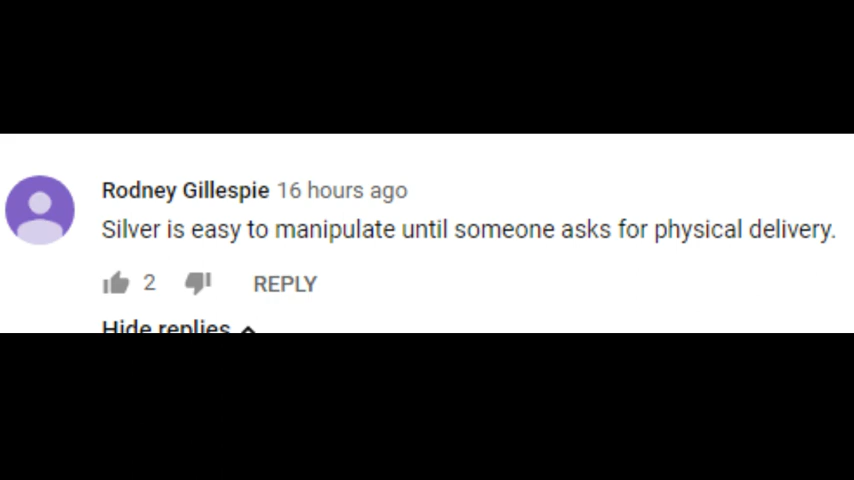 Rodney Gillespie 16 hours ago
Silver is easy to manipulate until someone asks for physical delivery.
2 REPLY
Hide replies